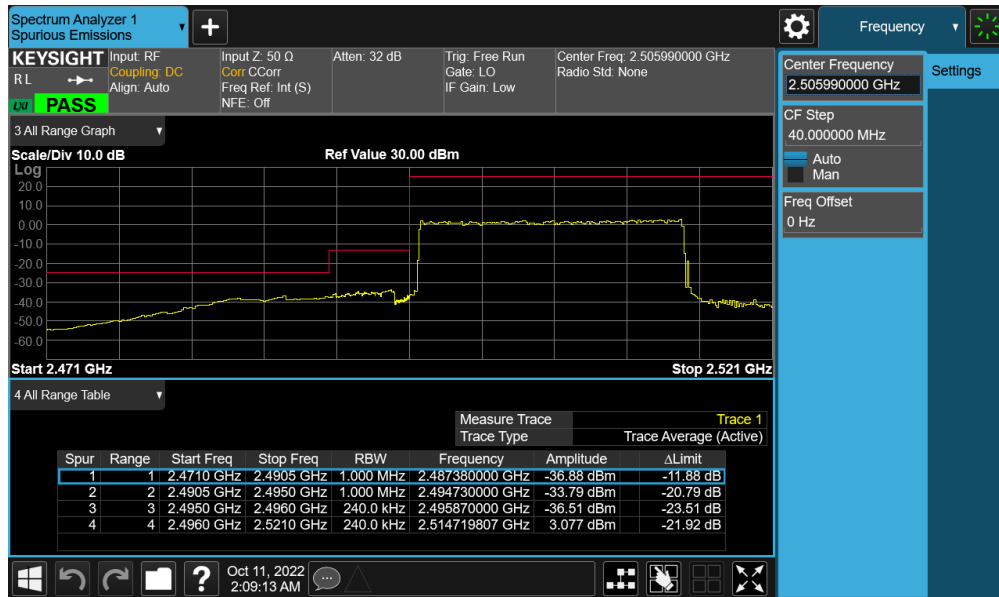 Spectrum Analyzer 1
Spurious Emissions
+
Frequency
KEYSIGHT
R L
LXI
PASS
Input: RF
Coupling: DC
Align: Auto
Input Z: 50 Ω
Corr CCorr
Freq Ref: Int (S)
NFE: Off
Atten: 32 dB
Trig: Free Run
Gate: LO
IF Gain: Low
Center Freq: 2.505990000 GHz
Radio Std: None
Center Frequency
2.505990000 GHz
Settings
CF Step
40.000000 MHz
Auto
Man
Freq Offset
0 Hz
3 All Range Graph
Scale/Div 10.0 dB
Ref Value 30.00 dBm
Log
20.0
10.0
0.00
-10.0
-20.0
-30.0
-40.0
-50.0
-60.0
Start 2.471 GHz
Stop 2.521 GHz
4 All Range Table
Measure Trace Trace 1
Trace Type Trace Average (Active)
Spur Range Start Freq Stop Freq RBW Frequency Amplitude ΔLimit
1 1 2.4710 GHz 2.4905 GHz 1.000 MHz 2.487380000 GHz -36.88 dBm -11.88 dB
2 2 2.4905 GHz 2.4950 GHz 1.000 MHz 2.494730000 GHz -33.79 dBm -20.79 dB
3 3 2.4950 GHz 2.4960 GHz 240.0 kHz 2.495870000 GHz -36.51 dBm -23.51 dB
4 4 2.4960 GHz 2.5210 GHz 240.0 kHz 2.514719807 GHz 3.077 dBm -21.92 dB
?
Oct 11, 2022
2:09:13 AM